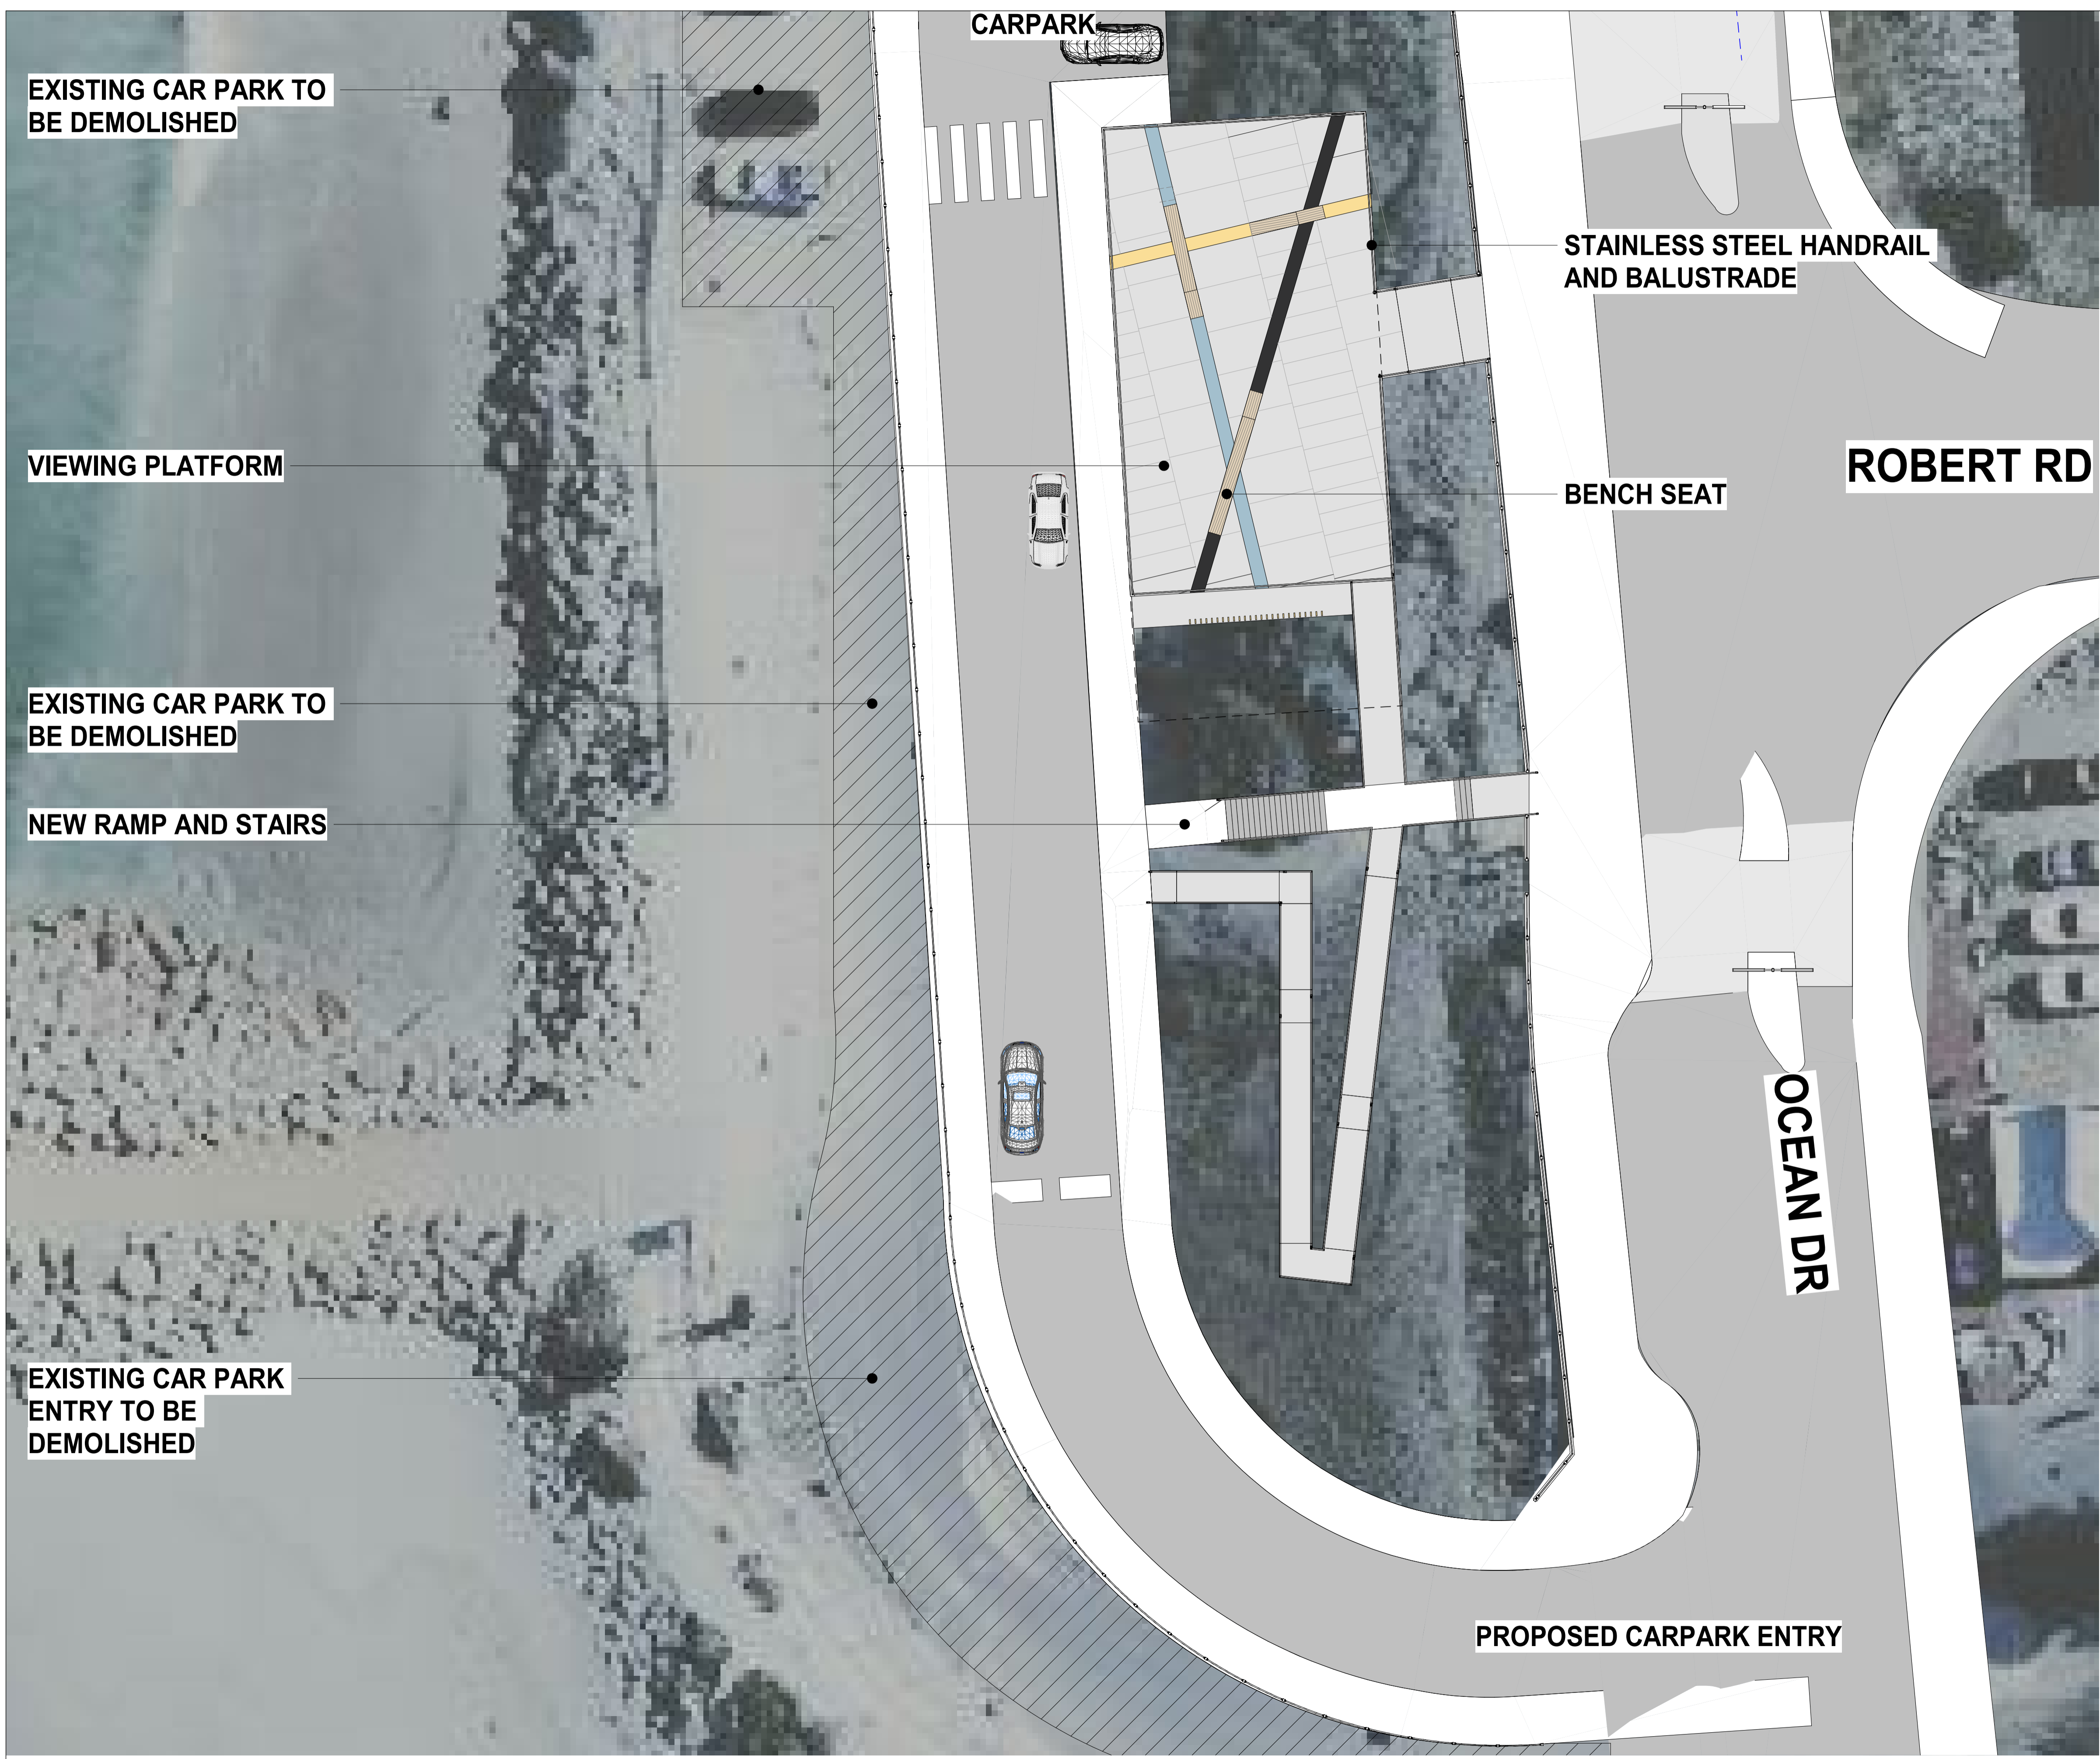 CARPARK
EXISTING CAR PARK TO
BE DEMOLISHED
STAINLESS STEEL HANDRAIL
AND BALUSTRADE
VIEWING PLATFORM
ROBERT RD
BENCH SEAT
EXISTING CAR PARK TO
BE DEMOLISHED
NEW RAMP AND STAIRS
OCEAN DR
EXISTING CAR PARK
ENTRY TO BE
DEMOLISHED
PROPOSED CARPARK ENTRY